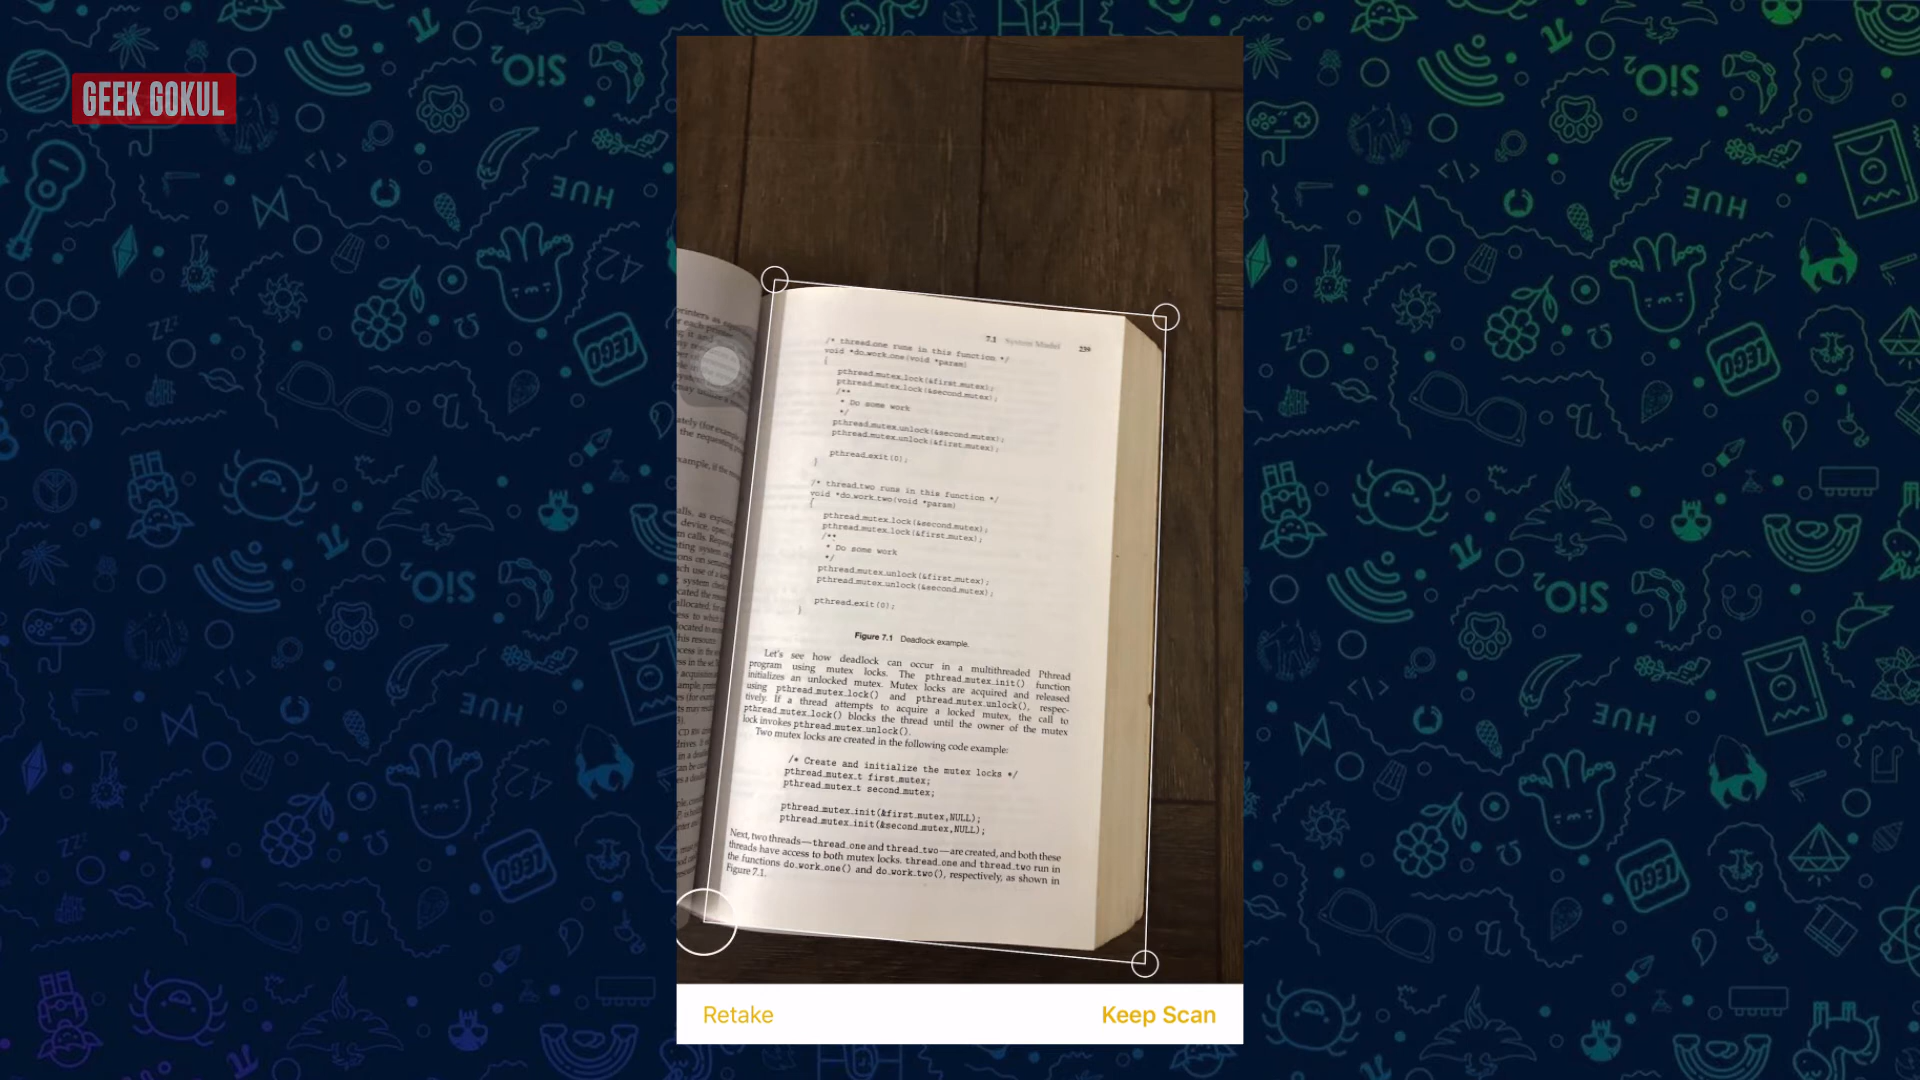 GEEK GOKUL
7.1 System Model 239
/* thread_one runs in this function */
void *do_work_one(void *param)
{
pthread_mutex_lock(&first_mutex);
pthread_mutex_lock(&second_mutex);
/**
* Do some work
*/
pthread_mutex_unlock(&second_mutex);
pthread_mutex_unlock(&first_mutex);
pthread_exit(0);
}
/* thread_two runs in this function */
void *do_work_two(void *param)
{
pthread_mutex_lock(&second_mutex);
pthread_mutex_lock(&first_mutex);
/**
* Do some work
*/
pthread_mutex_unlock(&first_mutex);
pthread_mutex_unlock(&second_mutex);
pthread_exit(0);
}
Figure 7.1 Deadlock example.
Let's see how deadlock can occur in a multithreaded Pthread
program using mutex locks. The pthread_mutex_init() function
initializes an unlocked mutex. Mutex locks are acquired and released
using pthread_mutex_lock() and pthread_mutex_unlock(), respec-
tively. If a thread attempts to acquire a locked mutex, the call to
pthread_mutex_lock() blocks the thread until the owner of the mutex
lock invokes pthread_mutex_unlock().
Two mutex locks are created in the following code example:
/* Create and initialize the mutex locks */
pthread_mutex_t first_mutex;
pthread_mutex_t second_mutex;
pthread_mutex_init(&first_mutex,NULL);
pthread_mutex_init(&second_mutex,NULL);
Next, two threads—thread_one and thread_two—are created, and both these
threads have access to both mutex locks. thread_one and thread_two run in
the functions do_work_one() and do_work_two(), respectively, as shown in
Figure 7.1.
Retake Keep Scan
SiO2
HUE
42
LEGO
zzz